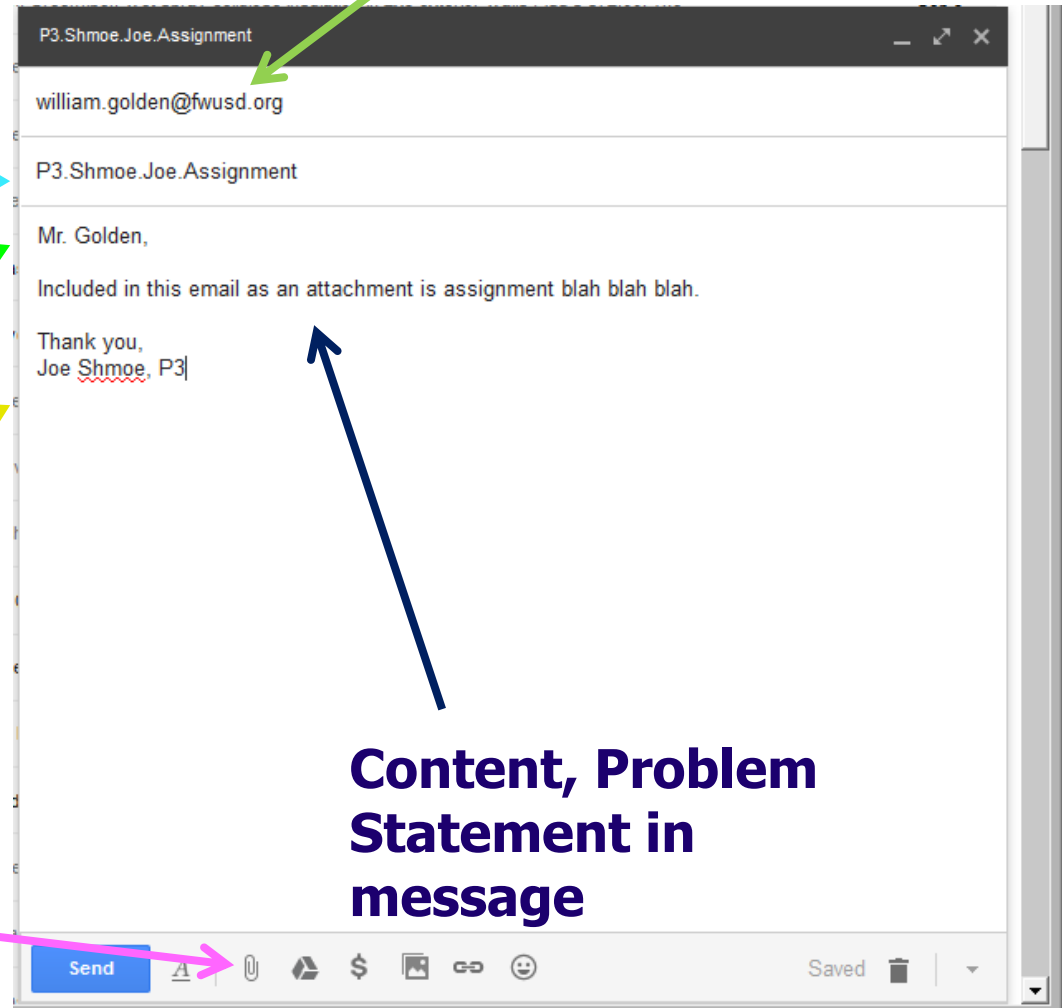 P3.Shmoe.Joe.Assignment
william.golden@fwusd.org
P3.Shmoe.Joe.Assignment
Mr. Golden,
Included in this email as an attachment is assignment blah blah blah.
Thank you,
Joe Shmoe, P3
Content, Problem
Statement in
message
Send A $ Saved